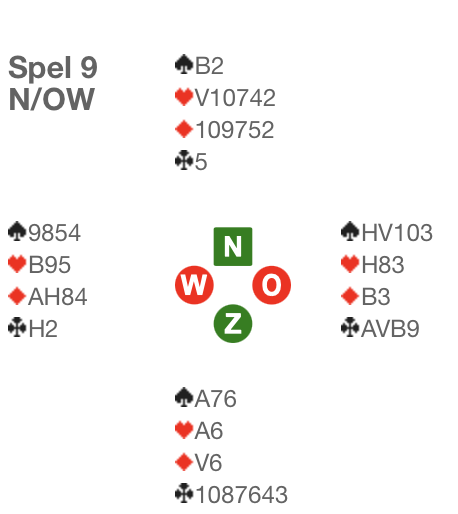 Spel 9
N/OW
♠B2
♥V10742
♦109752
♣5
♠9854
♥B95
♦AH84
♣H2
N
W O
Z
♠HV103
♥H83
♦B3
♣AVB9
♠A76
♥A6
♦V6
♣1087643